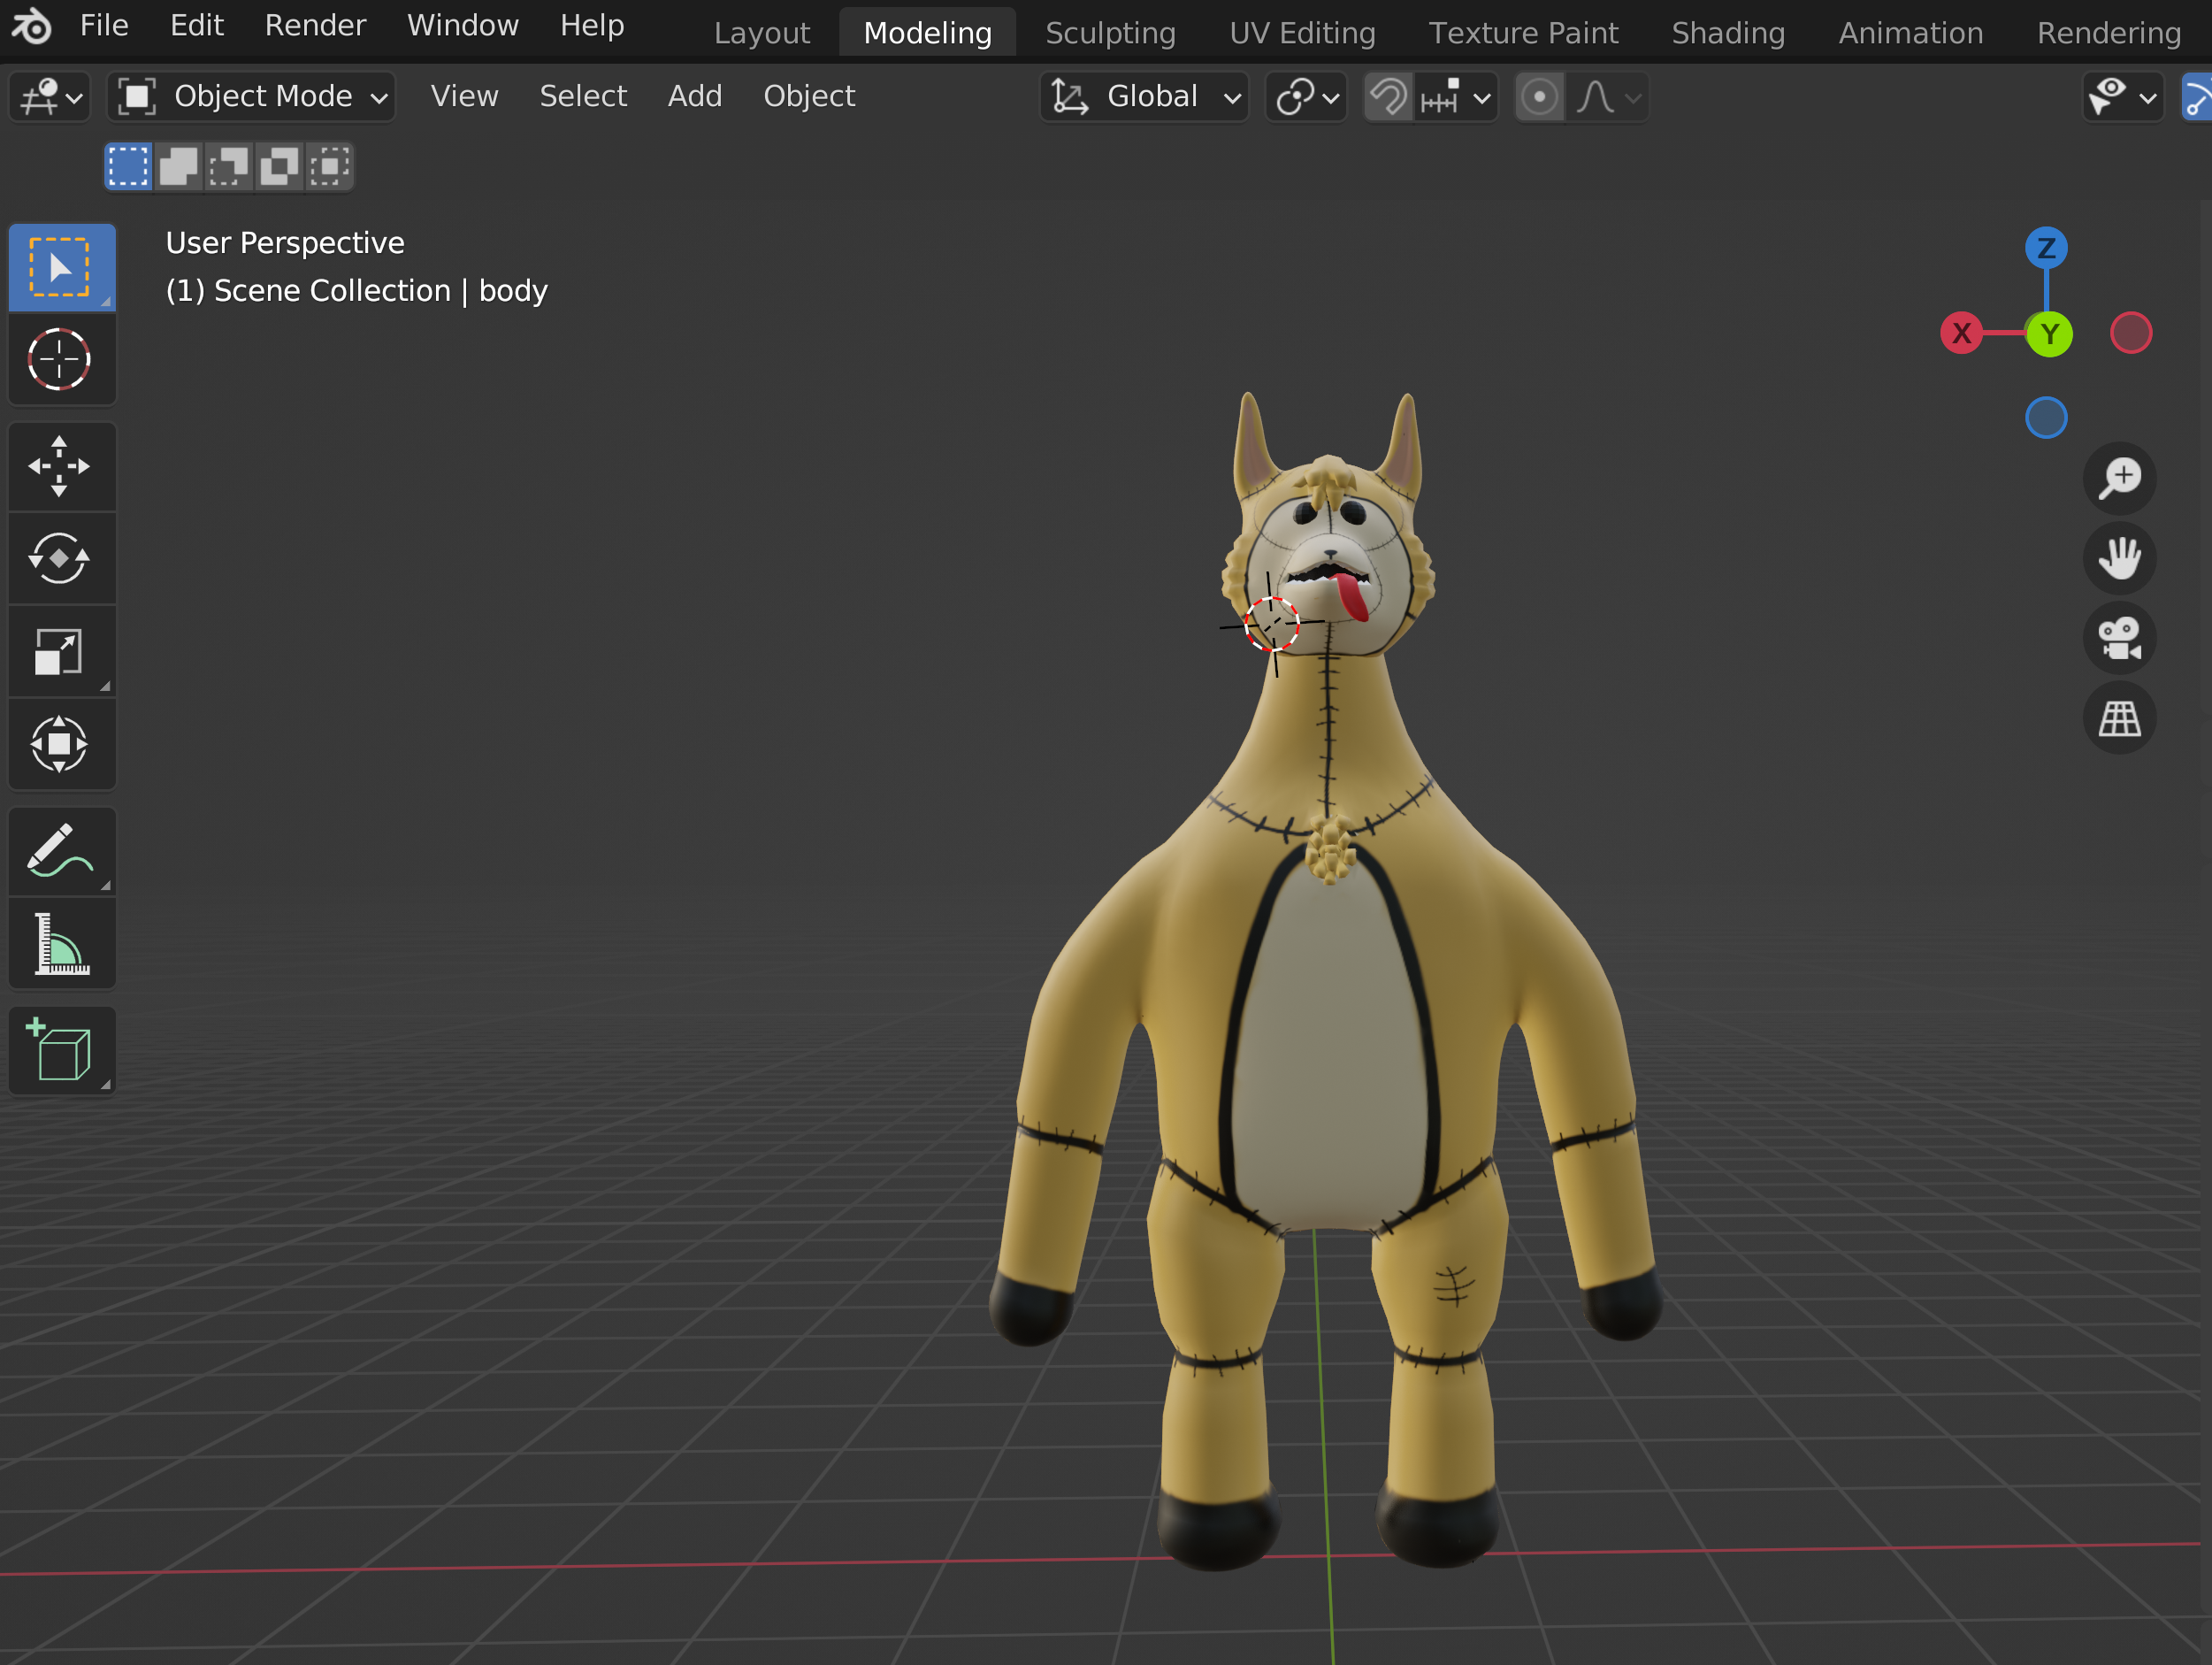 File Edit Render Window Help Layout Modeling Sculpting UV Editing Texture Paint Shading Animation Rendering
Object Mode View Select Add Object Global
User Perspective
(1) Scene Collection | body
Z
X Y